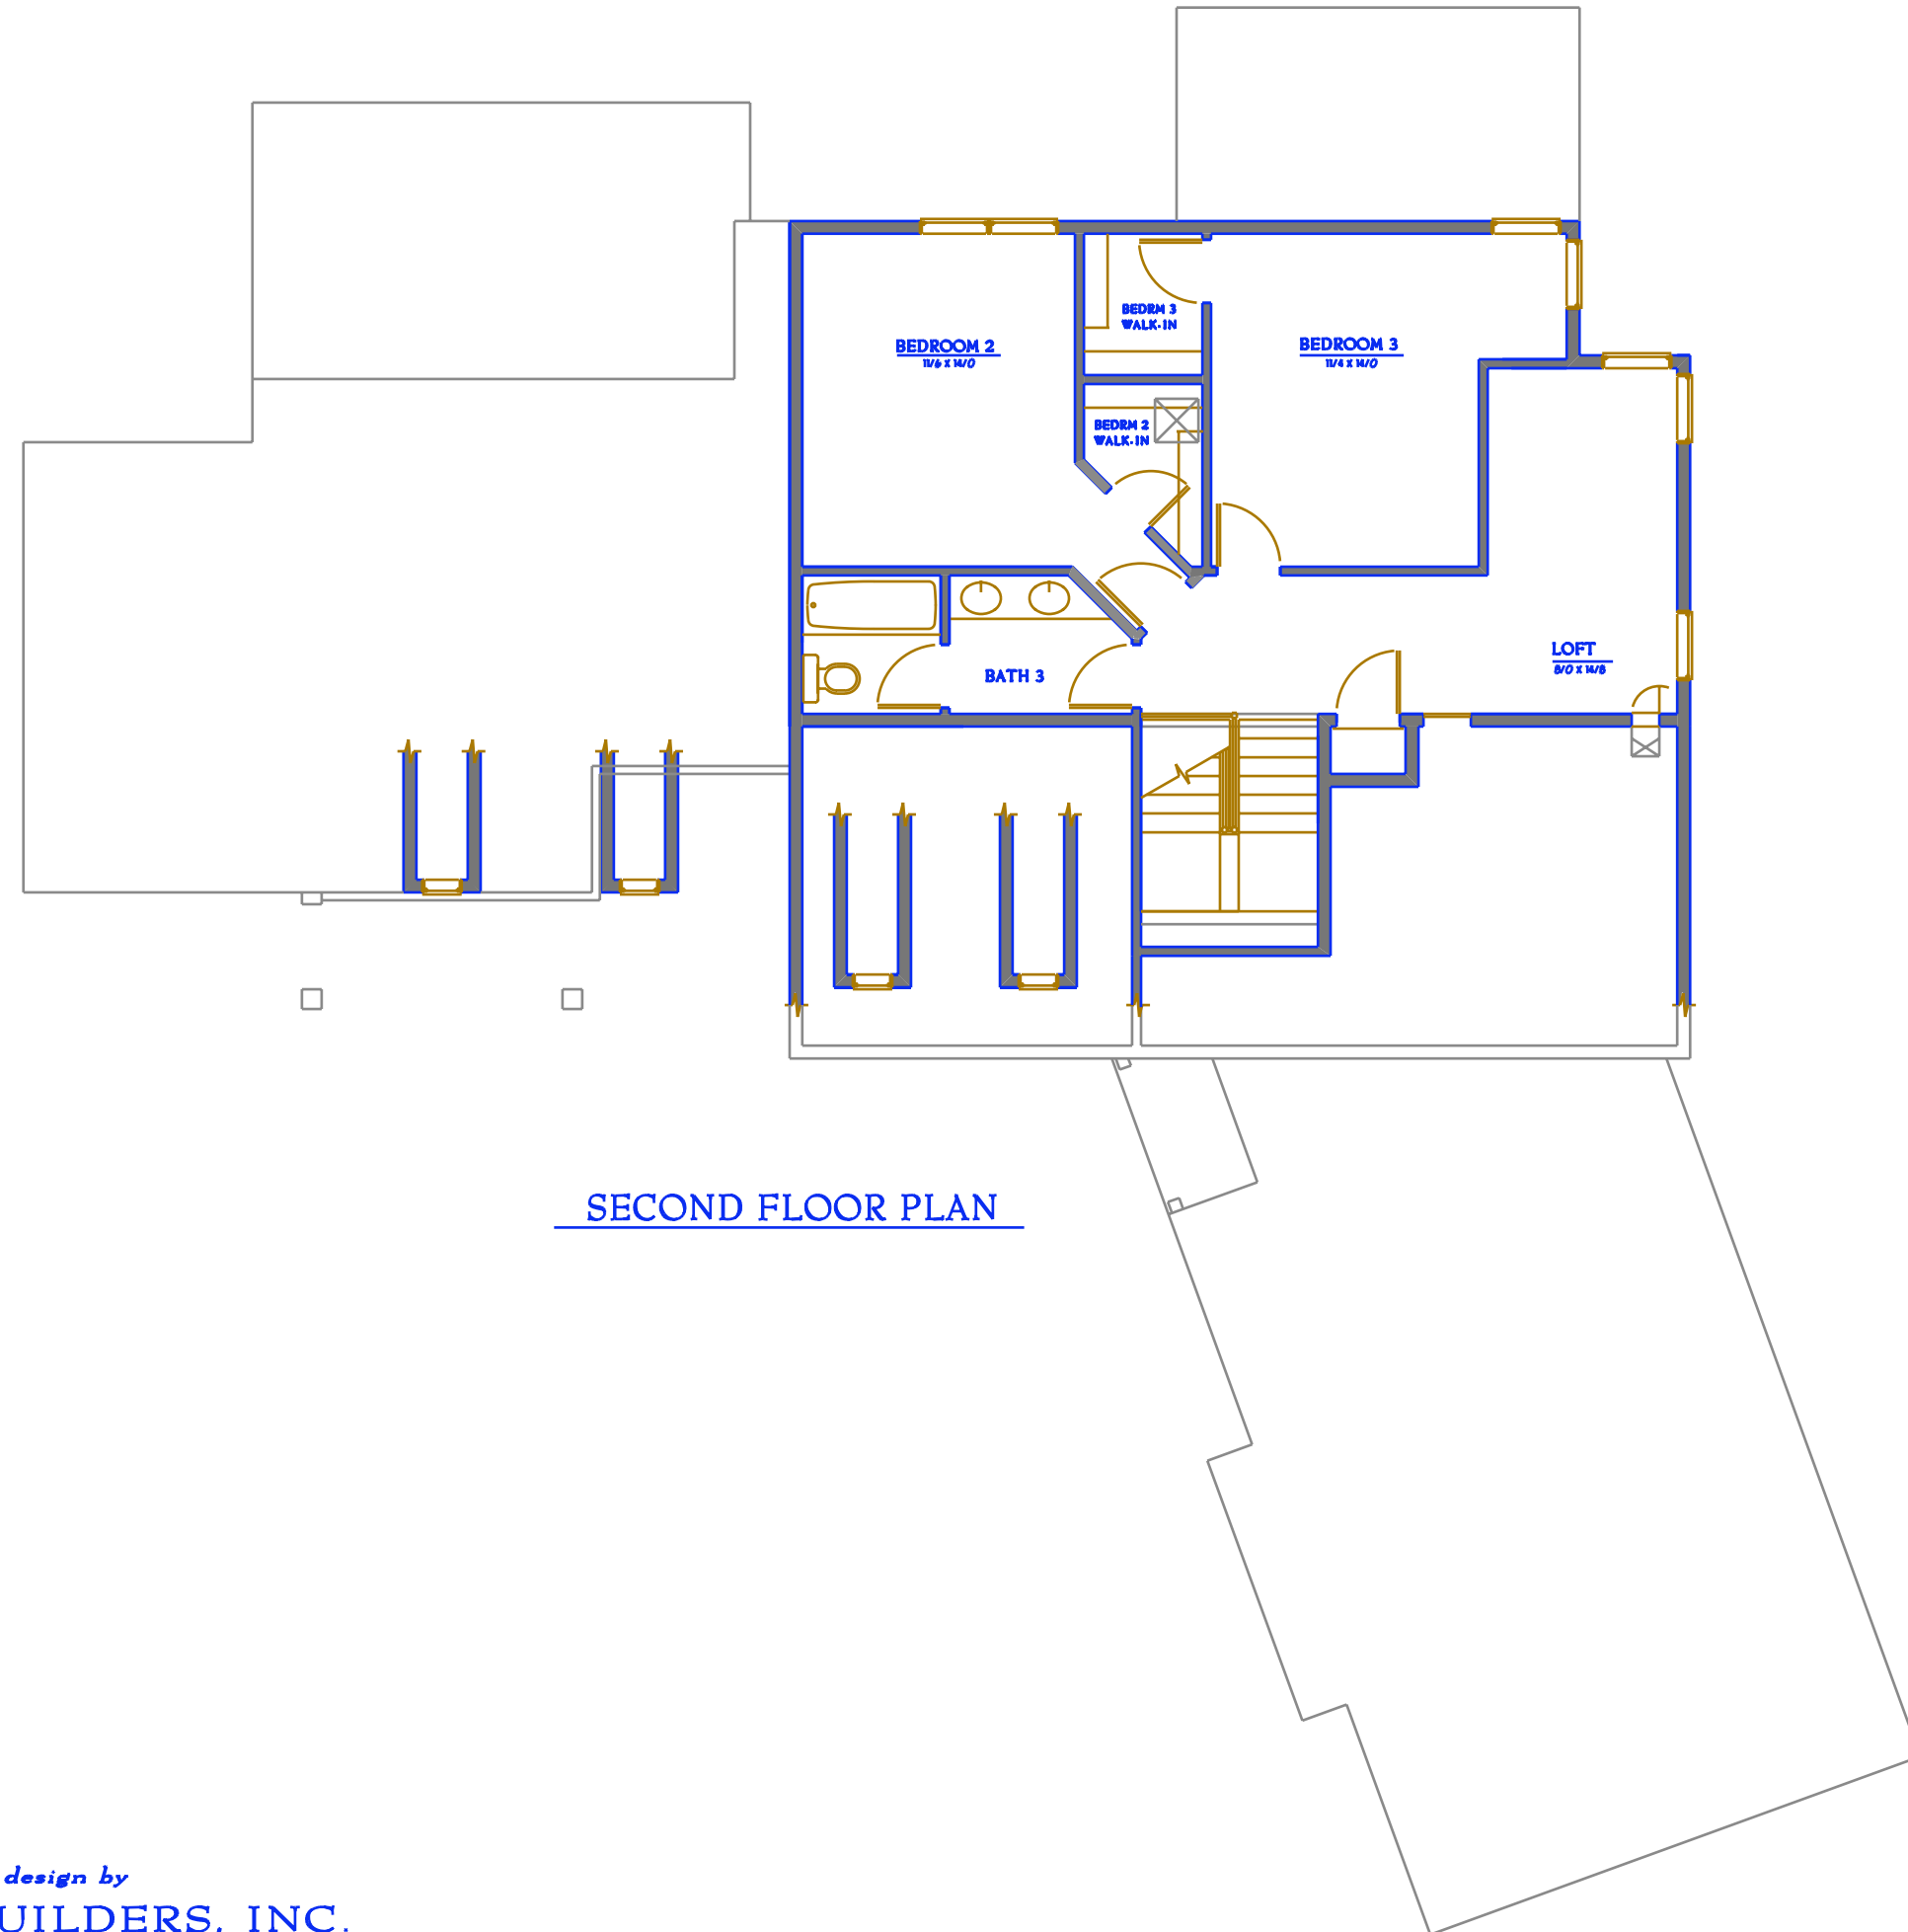 BEDRM 3
WALK-IN
BEDROOM 2
11/6 X 14/0
BEDROOM 3
11/4 X 14/0
BEDRM 2
WALK-IN
LOFT
8/0 X 14/8
BATH 3
SECOND FLOOR PLAN
design by
UILDERS, INC.